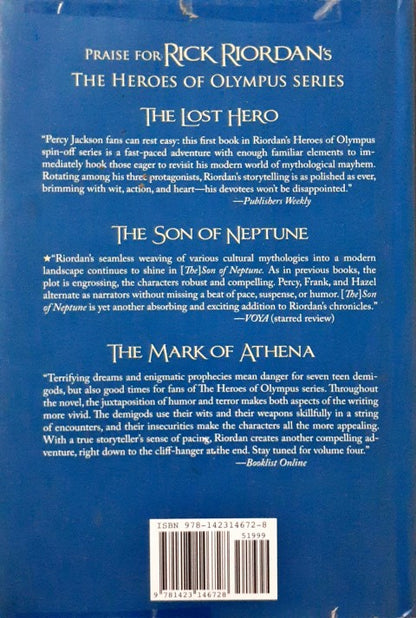 PRAISE FOR RICK RIORDAN'S
THE HEROES OF OLYMPUS SERIES
THE LOST HERO
"Percy Jackson fans can rest easy: this first book in Riordan's Heroes of Olympus
spin-off series is a fast-paced adventure with enough familiar elements to im-
mediately hook those eager to revisit his modern world of mythological mayhem.
Rotating among his three protagonists, Riordan's storytelling is as polished as ever,
brimming with wit, action, and heart—his devotees won't be disappointed."
—Publishers Weekly
THE SON OF NEPTUNE
★"Riordan's seamless weaving of various cultural mythologies into a modern
landscape continues to shine in [The] Son of Neptune. As in previous books, the
plot is engrossing, the characters robust and compelling. Percy, Frank, and Hazel
alternate as narrators without missing a beat of pace, suspense, or humor. [The] Son
of Neptune is yet another absorbing and exciting addition to Riordan's chronicles."
—VOYA (starred review)
THE MARK OF ATHENA
"Terrifying dreams and enigmatic prophecies mean danger for seven teen demi-
gods, but also good times for fans of The Heroes of Olympus series. Throughout
the novel, the juxtaposition of humor and terror makes both aspects of the writing
more vivid. The demigods use their wits and their weapons skillfully in a string
of encounters, and their insecurities make the characters all the more appealing.
With a true storyteller's sense of pacing, Riordan creates another compelling ad-
venture, right down to the cliff-hanger at the end. Stay tuned for volume four."
—Booklist Online
ISBN 978-142314672-8
51999
9 781423 146728